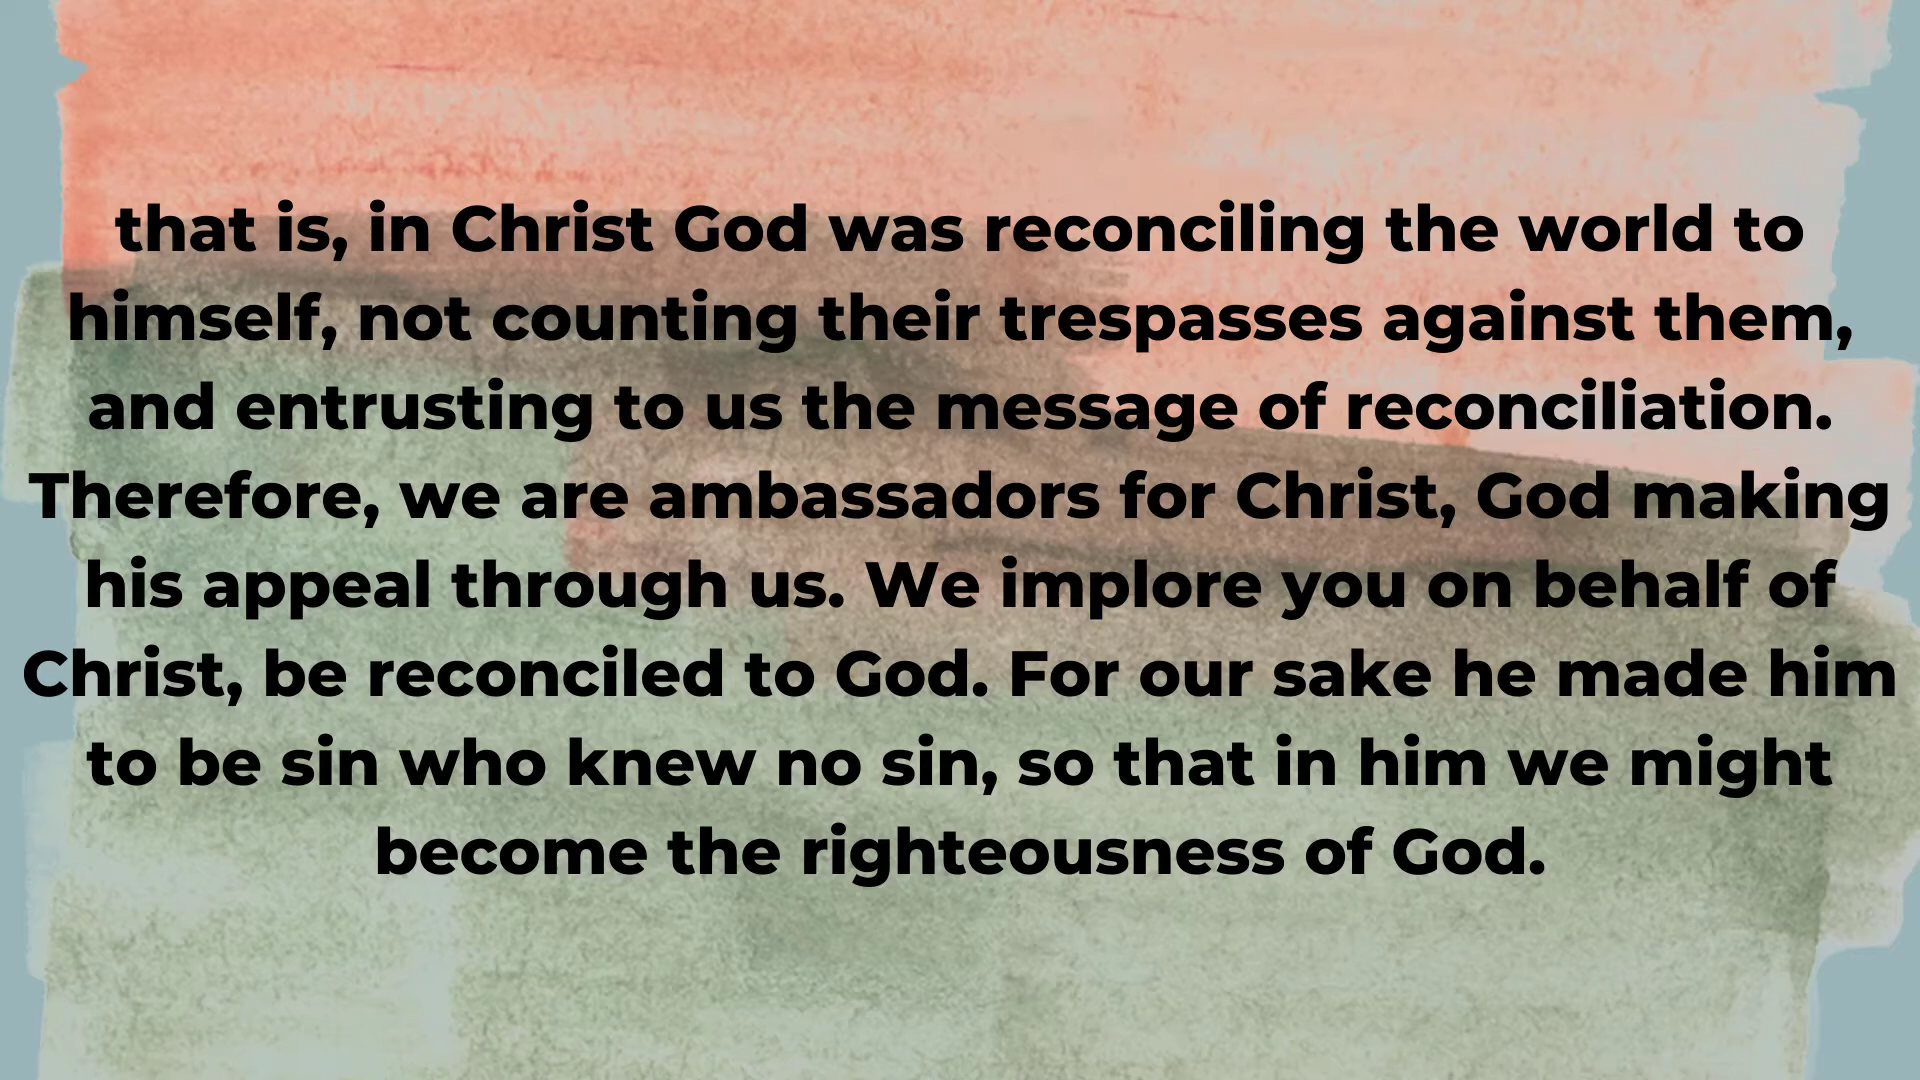 that is, in Christ God was reconciling the world to
himself, not counting their trespasses against them,
and entrusting to us the message of reconciliation.
Therefore, we are ambassadors for Christ, God making
his appeal through us. We implore you on behalf of
Christ, be reconciled to God. For our sake he made him
to be sin who knew no sin, so that in him we might
become the righteousness of God.